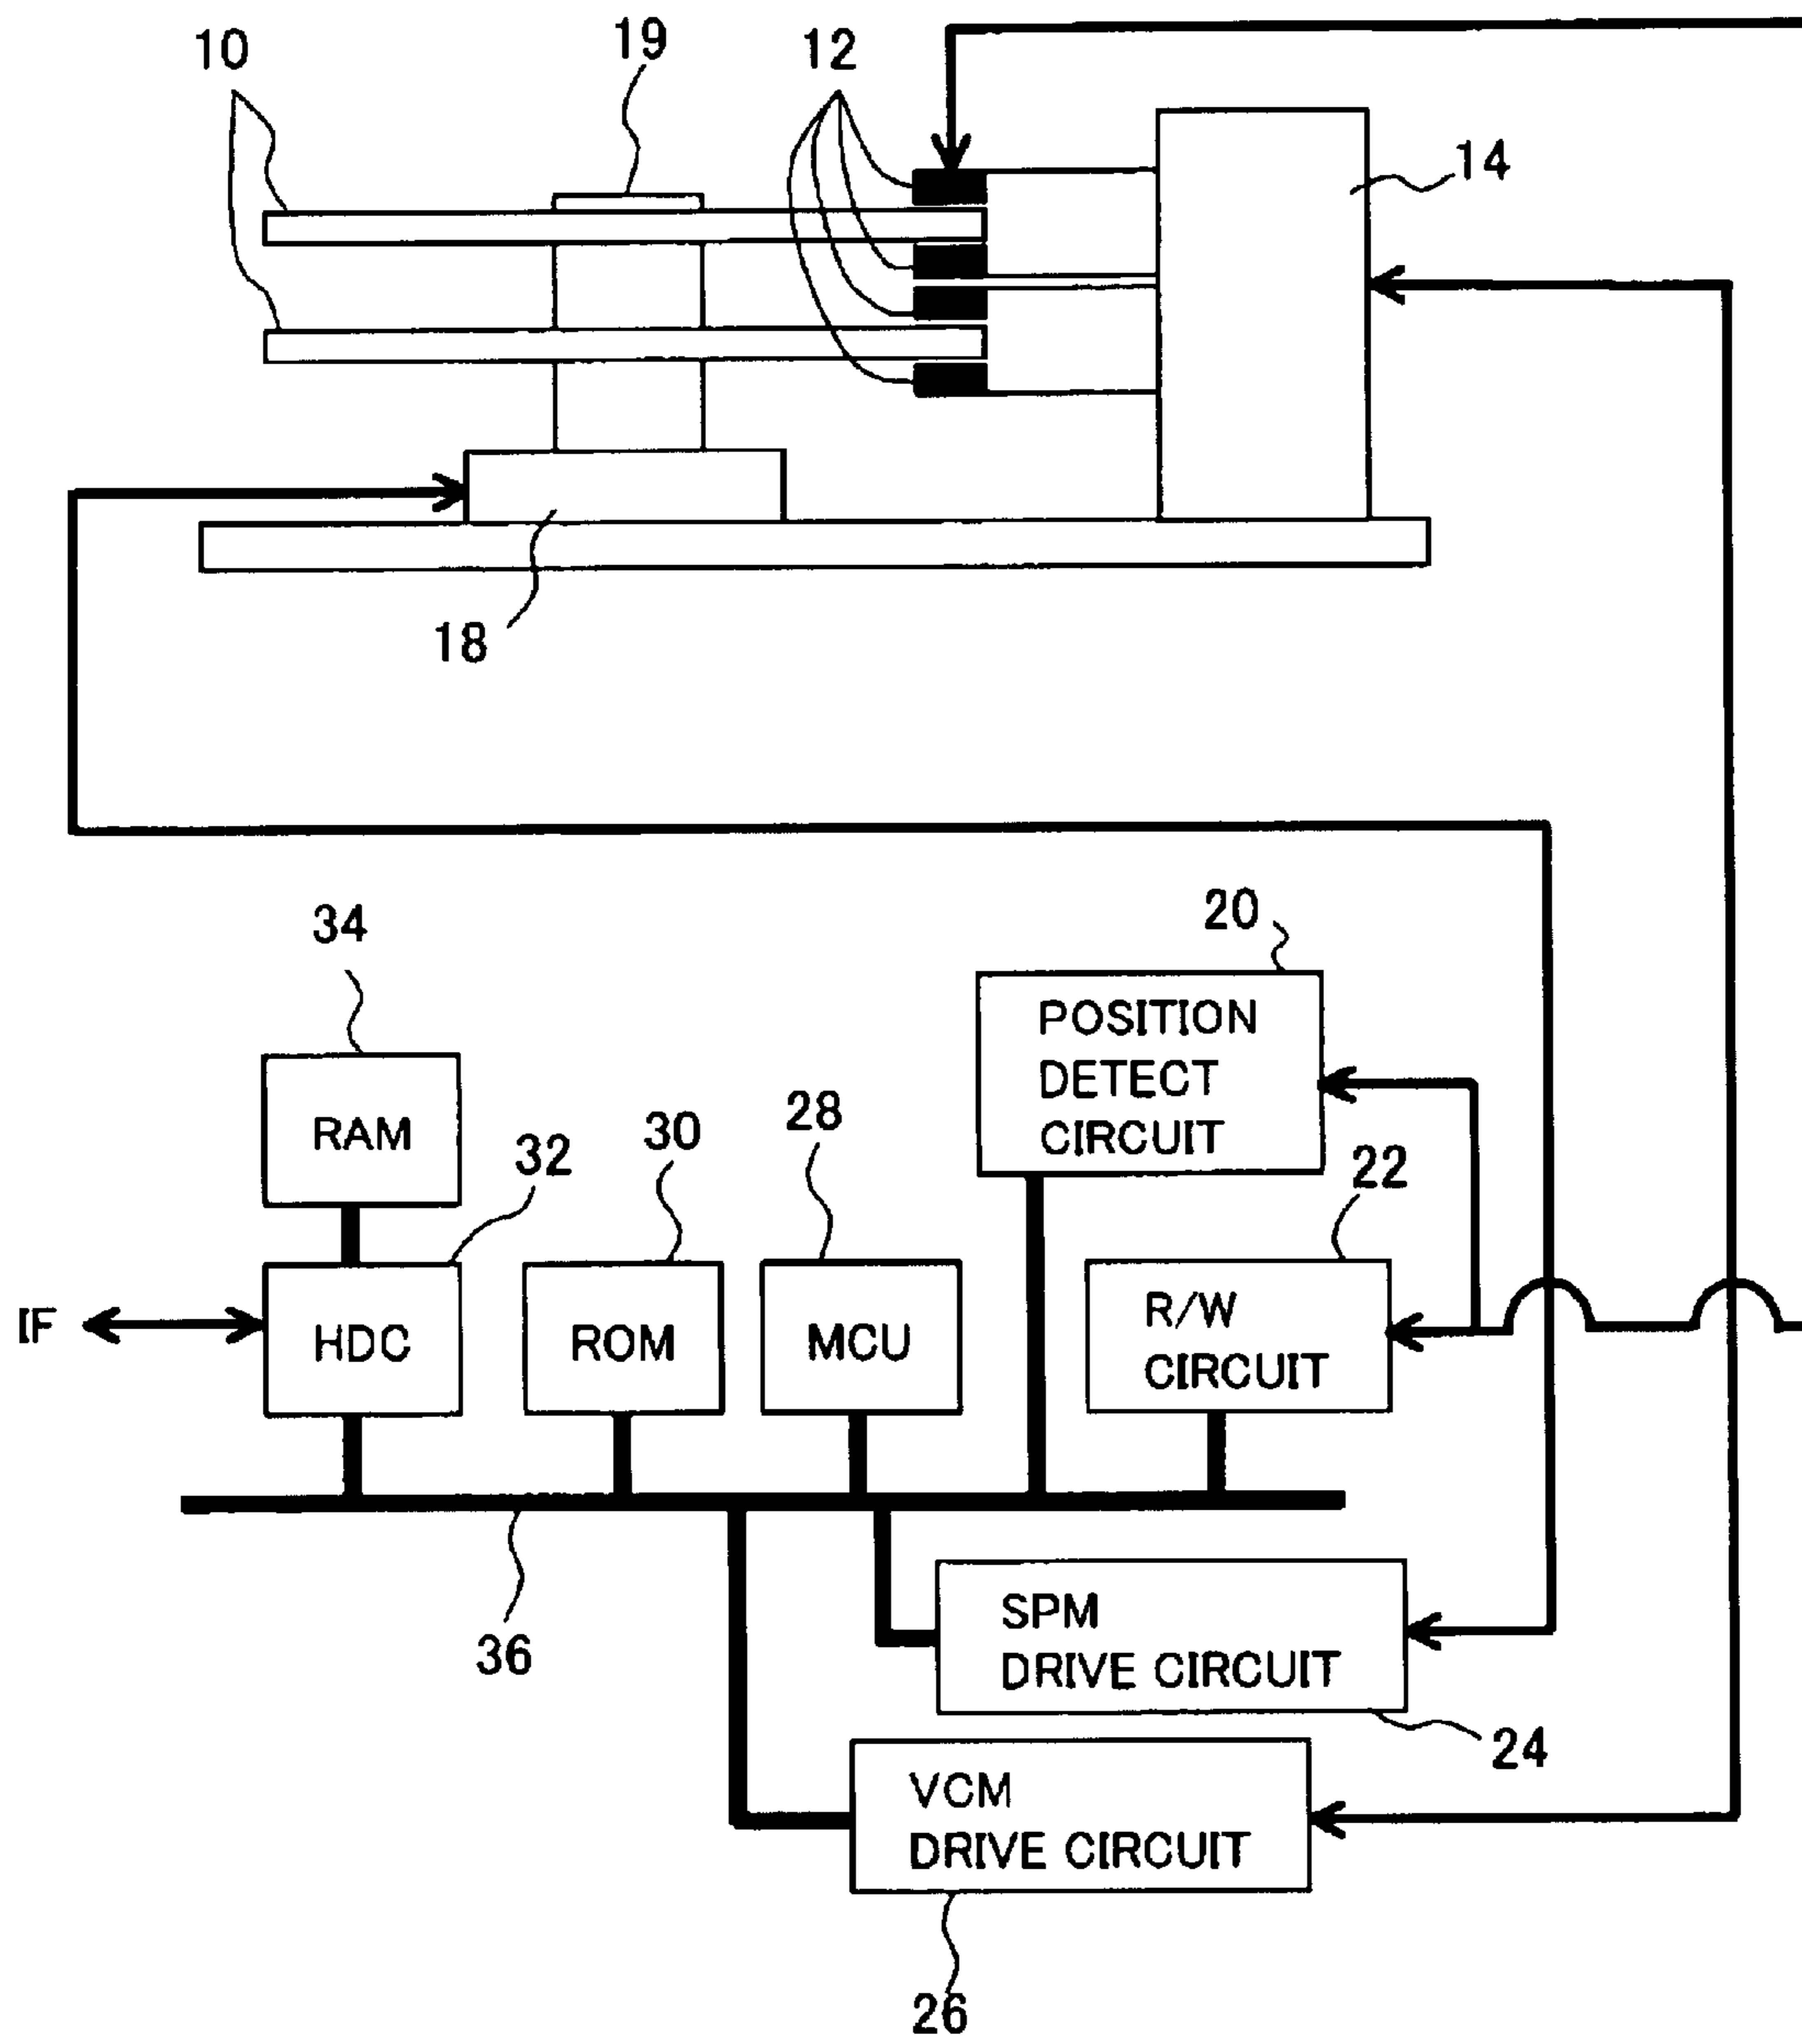 10
19
12
14
18
34
20
POSITION
DETECT
CIRCUIT
RAM
32
30
28
22
IF
HDC
ROM
MCU
R/W
CIRCUIT
36
SPM
DRIVE CIRCUIT
24
VCM
DRIVE CIRCUIT
26